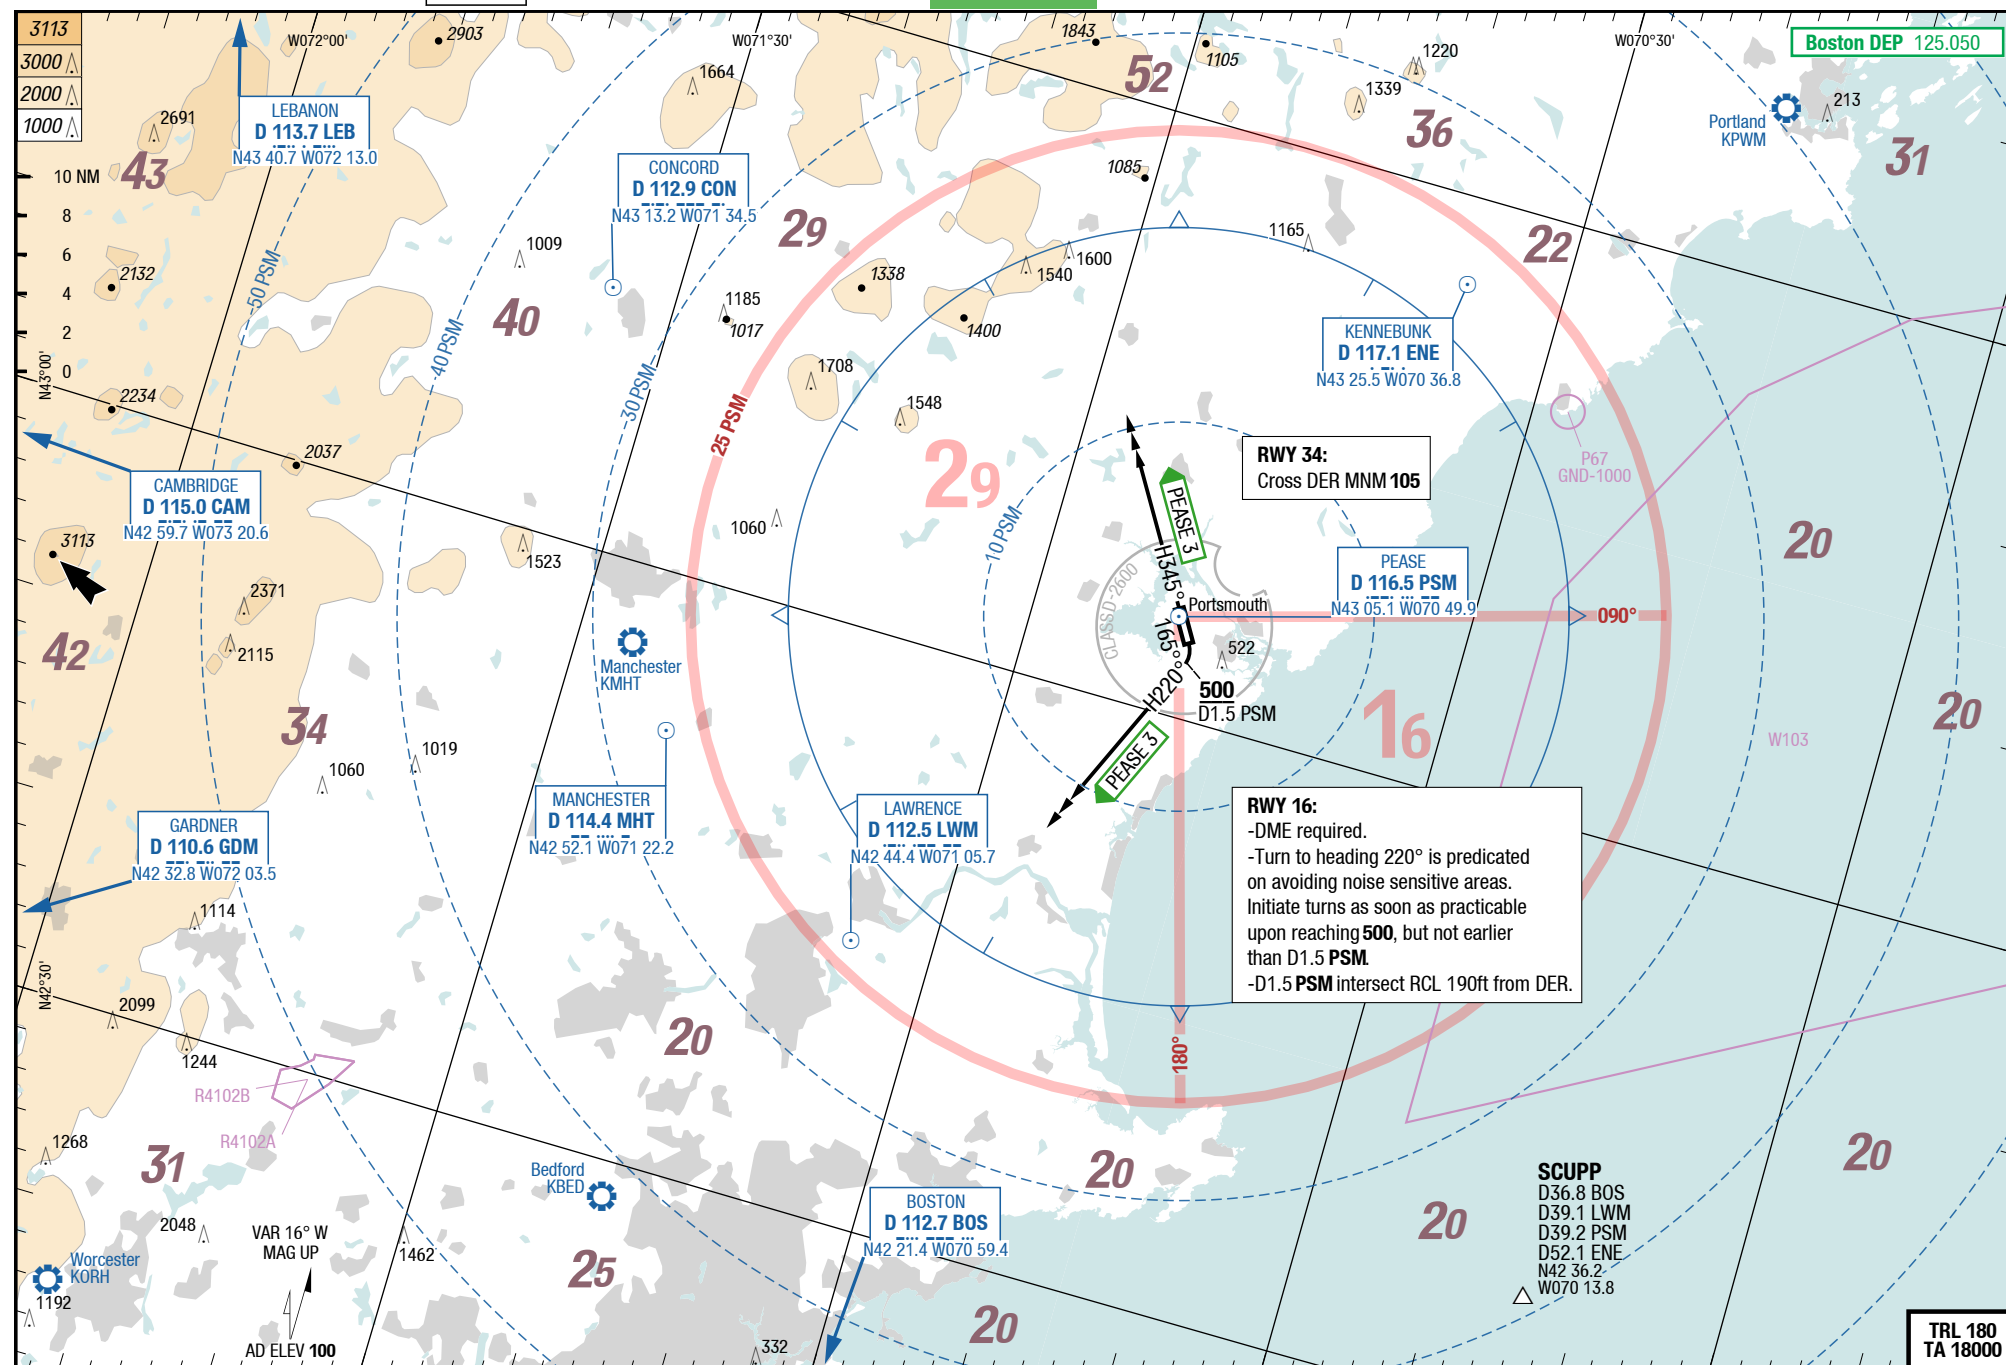 3113
3000
2000
1000
10 NM
8
6
4
2
0
W072°00'
W071°30'
W070°30'
N43°00'
N42°30'
Boston DEP 125.050
2903
1843
1105
1220
1339
213
1664
2691
52
36
31
43
Portland
KPWM
LEBANON
D 113.7 LEB
N43 40.7 W072 13.0
CONCORD
D 112.9 CON
N43 13.2 W071 34.5
1085
29
22
1165
1009
2132
50 PSM
40
40 PSM
30 PSM
25 PSM
10 PSM
1185
1017
1338
1400
1540
1600
KENNEBUNK
D 117.1 ENE
N43 25.5 W070 36.8
1708
1548
2234
2037
29
P67
GND-1000
RWY 34:
Cross DER MNM 105
CAMBRIDGE
D 115.0 CAM
N42 59.7 W073 20.6
3113
1060
1523
PEASE 3
H345°
CLASS D-2600
PEASE
D 116.5 PSM
N43 05.1 W070 49.9
Portsmouth
090°
20
2371
2115
42
Manchester
KMHT
165°
H220°
522
500
D1.5 PSM
PEASE 3
16
20
W103
34
1019
1060
MANCHESTER
D 114.4 MHT
N42 52.1 W071 22.2
LAWRENCE
D 112.5 LWM
N42 44.4 W071 05.7
RWY 16:
-DME required.
-Turn to heading 220° is predicated
on avoiding noise sensitive areas.
Initiate turns as soon as practicable
upon reaching 500, but not earlier
than D1.5 PSM.
-D1.5 PSM intersect RCL 190ft from DER.
GARDNER
D 110.6 GDM
N42 32.8 W072 03.5
1114
2099
1244
20
180°
R4102B
R4102A
1268
31
Bedford
KBED
20
20
20
SCUPP
D36.8 BOS
D39.1 LWM
D39.2 PSM
D52.1 ENE
N42 36.2
W070 13.8
BOSTON
D 112.7 BOS
N42 21.4 W070 59.4
2048
VAR 16° W
MAG UP
1462
25
Worcester
KORH
1192
AD ELEV 100
332
20
TRL 180
TA 18000